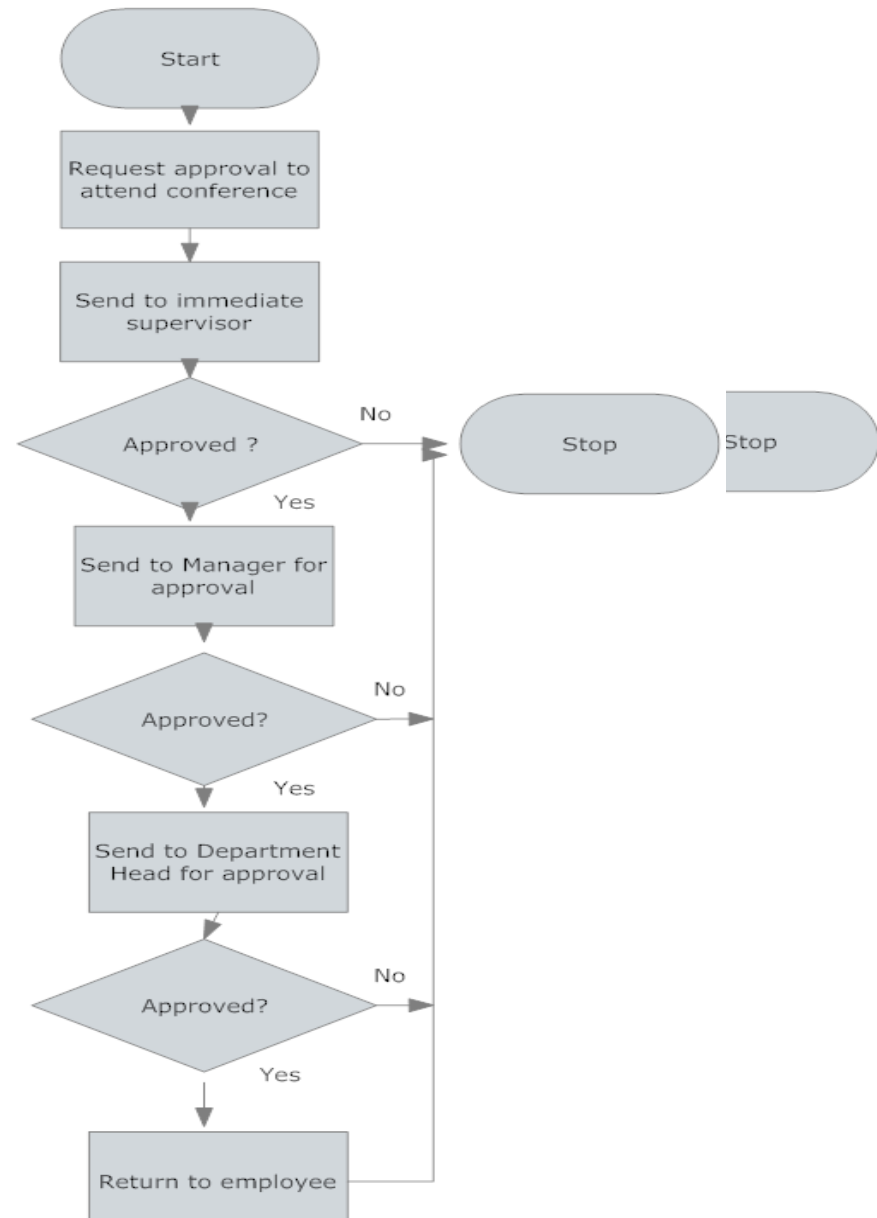 Start
Request approval to
attend conference
Send to immediate
supervisor
No
Approved ?
Stop
Stop
Yes
Send to Manager for
approval
No
Approved?
Yes
Send to Department
Head for approval
No
Approved?
Yes
Return to employee